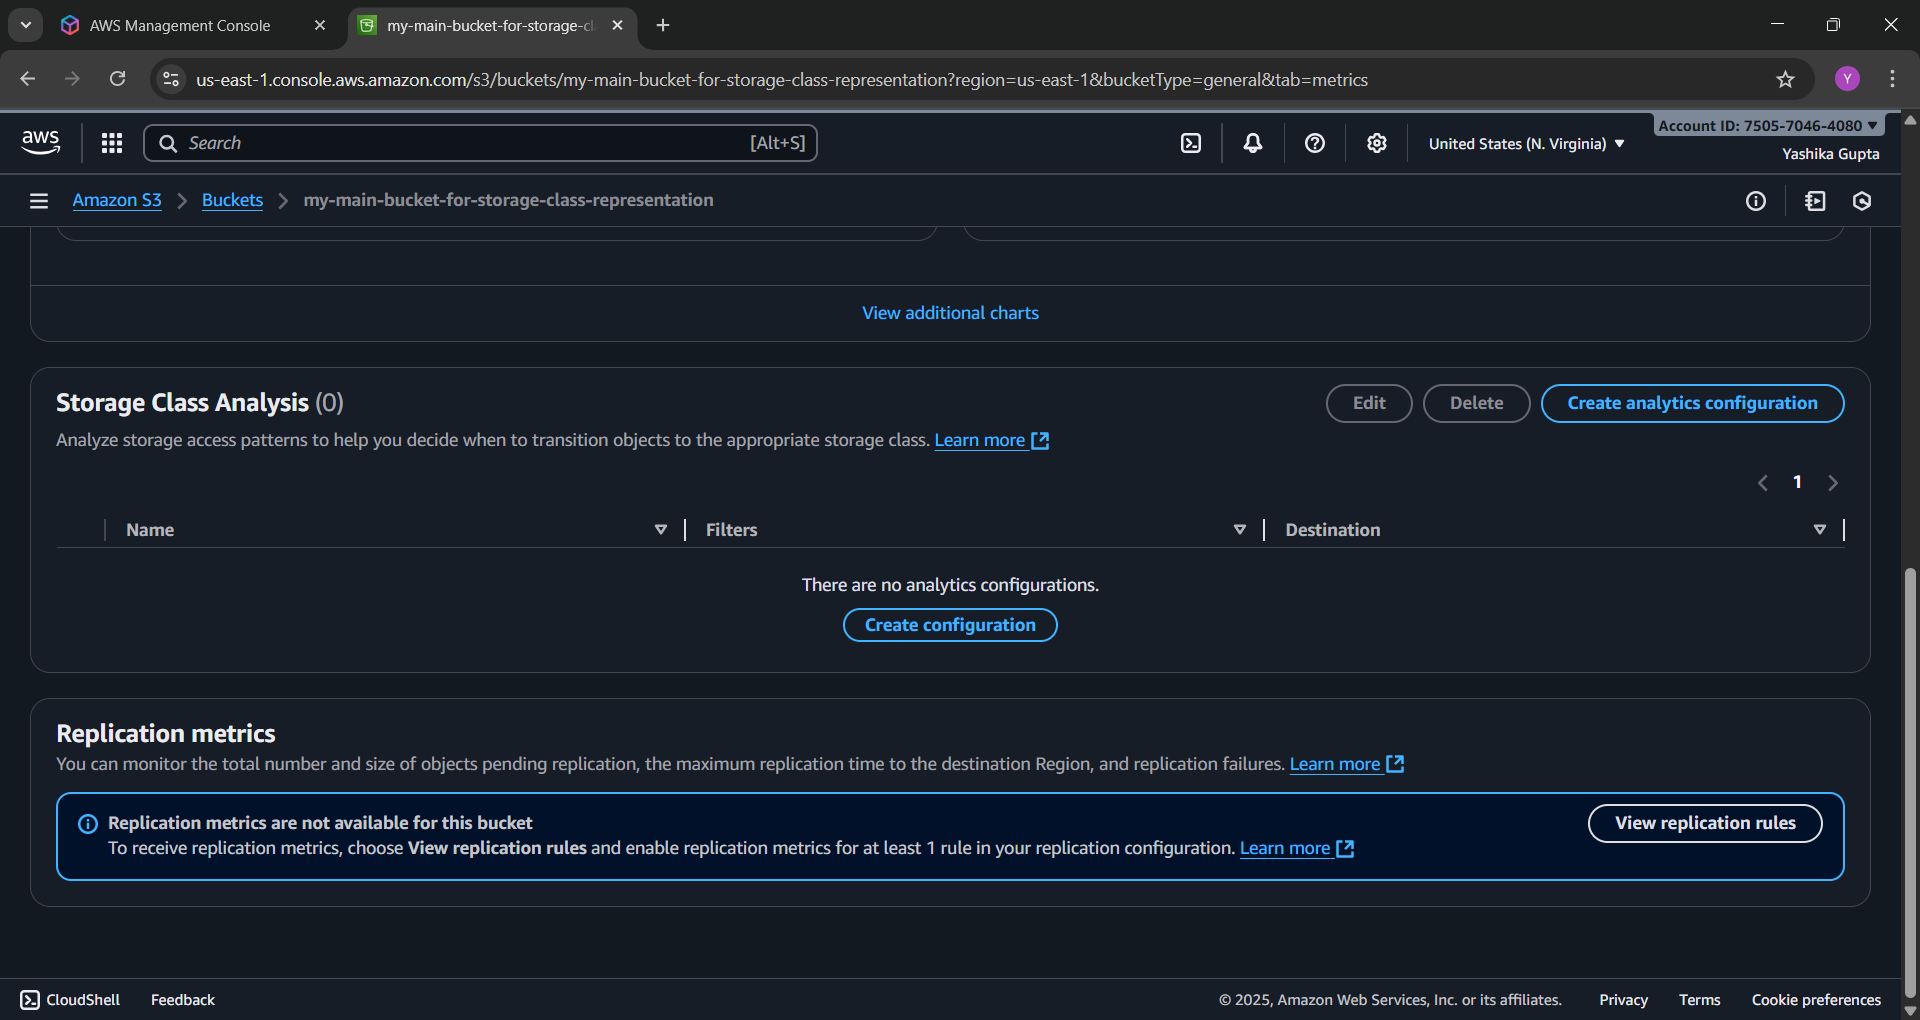 AWS Management Console
my-main-bucket-for-storage-cl
us-east-1.console.aws.amazon.com/s3/buckets/my-main-bucket-for-storage-class-representation?region=us-east-1&bucketType=general&tab=metrics
Y
aws
Search
[Alt+S]
United States (N. Virginia)
Account ID: 7505-7046-4080
Yashika Gupta
Amazon S3
Buckets
my-main-bucket-for-storage-class-representation
View additional charts
Storage Class Analysis (0)
Edit
Delete
Create analytics configuration
Analyze storage access patterns to help you decide when to transition objects to the appropriate storage class. Learn more
1
Name
Filters
Destination
There are no analytics configurations.
Create configuration
Replication metrics
You can monitor the total number and size of objects pending replication, the maximum replication time to the destination Region, and replication failures. Learn more
Replication metrics are not available for this bucket
To receive replication metrics, choose View replication rules and enable replication metrics for at least 1 rule in your replication configuration. Learn more
View replication rules
CloudShell
Feedback
© 2025, Amazon Web Services, Inc. or its affiliates.
Privacy
Terms
Cookie preferences